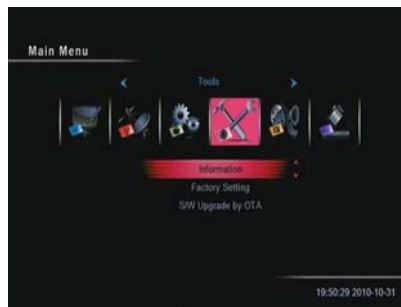 Main Menu
Tools
Information
Factory Setting
S/W Upgrade by OTA
19:50:29 2010-10-31